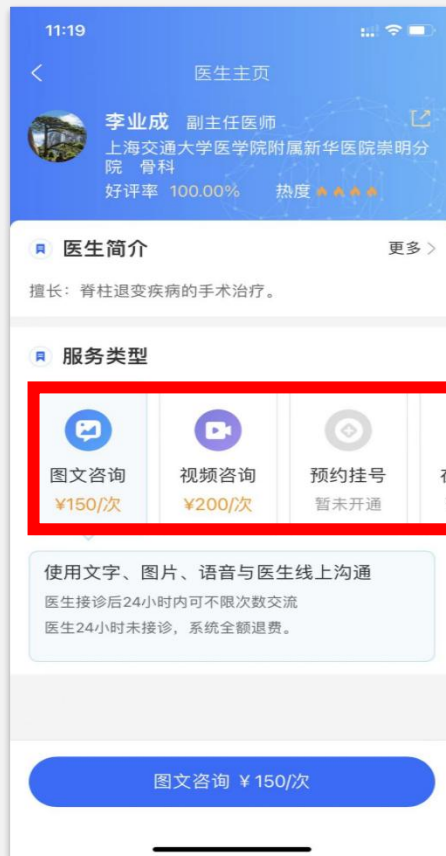 11:19
医生主页
李业成 副主任医师
上海交通大学医学院附属新华医院崇明分
院 骨科
好评率 100.00% 热度
医生简介 更多
擅长：脊柱退变疾病的手术治疗。
服务类型
图文咨询 视频咨询 预约挂号
¥150/次 ¥200/次 暂未开通
使用文字、图片、语音与医生线上沟通
医生接诊后24小时内可不限次数交流
医生24小时未接诊，系统全额退费。
图文咨询 ¥150/次